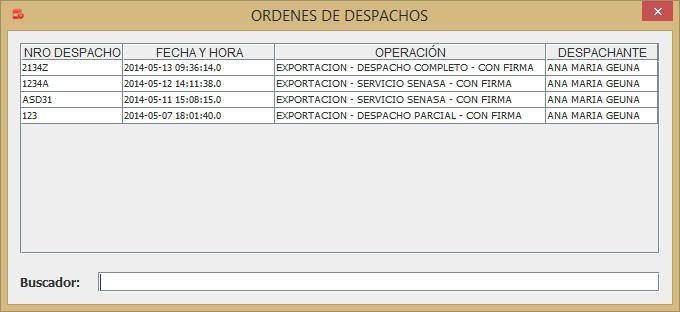 ORDENES DE DESPACHOS
NRO DESPACHO FECHA Y HORA OPERACIÓN DESPACHANTE
2134Z 2014-05-13 09:36:14.0 EXPORTACION - DESPACHO COMPLETO - CON FIRMA ANA MARIA GEUNA
1234A 2014-05-12 14:11:38.0 EXPORTACION - SERVICIO SENASA - CON FIRMA ANA MARIA GEUNA
ASD31 2014-05-11 15:08:15.0 EXPORTACION - SERVICIO SENASA - CON FIRMA ANA MARIA GEUNA
123 2014-05-07 18:01:40.0 EXPORTACION - DESPACHO PARCIAL - CON FIRMA ANA MARIA GEUNA
Buscador: